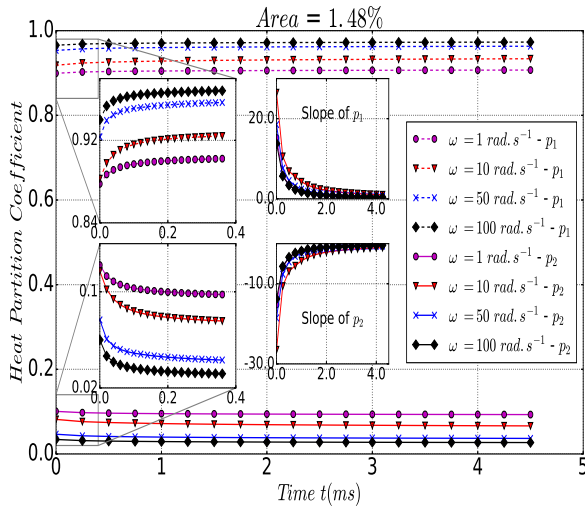 Area = 1.48%
Heat Partition Coefficient
1.0
0.8
0.6
0.4
0.2
0.0
0 1 2 3 4 5
Time t(ms)
0.92
0.84
0.0 0.2 0.4
Slope of p₁
20.0
0.0
0.0 2.0 4.0
0.1
0.02
0.0 0.2 0.4
Slope of p₂
-10.0
-30.0
0.0 2.0 4.0
ω = 1 rad.s⁻¹ - p₁
ω = 10 rad.s⁻¹ - p₁
ω = 50 rad.s⁻¹ - p₁
ω = 100 rad.s⁻¹ - p₁
ω = 1 rad.s⁻¹ - p₂
ω = 10 rad.s⁻¹ - p₂
ω = 50 rad.s⁻¹ - p₂
ω = 100 rad.s⁻¹ - p₂